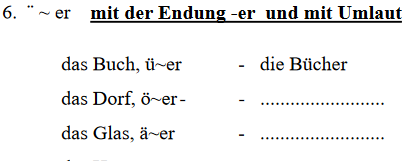 6. ¨ ~ er mit der Endung -er und mit Umlaut
das Buch, ü~er - die Bücher
das Dorf, ö~er- - .........................
das Glas, ä~er - .........................